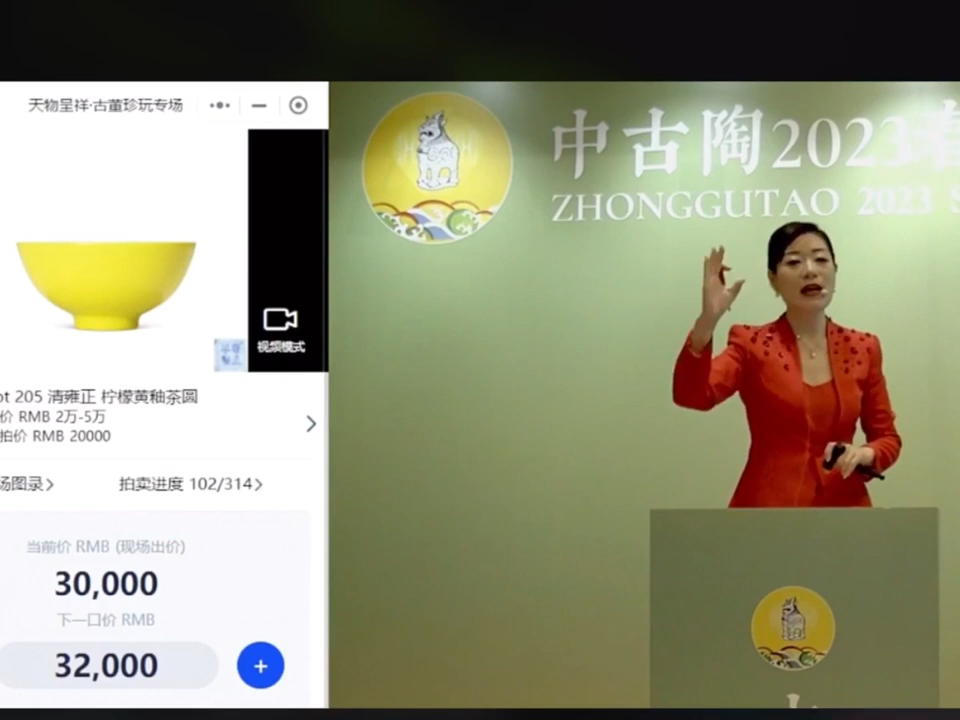 天物呈祥·古董珍玩专场
视频模式
ot 205 清雍正 柠檬黄釉茶圆
价 RMB 2万-5万
拍价 RMB 20000
场图录
拍卖进度 102/314
当前价 RMB (现场出价)
30,000
下一口价 RMB
32,000
+
中古陶2023春
ZHONGGUTAO 2023 S